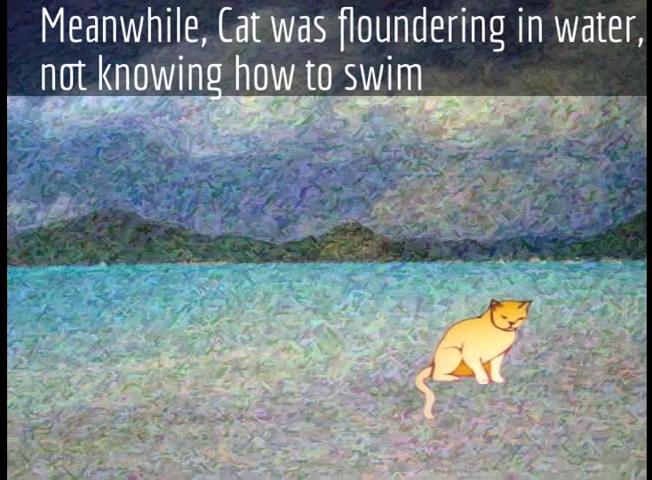 Meanwhile, Cat was floundering in water,
not knowing how to swim